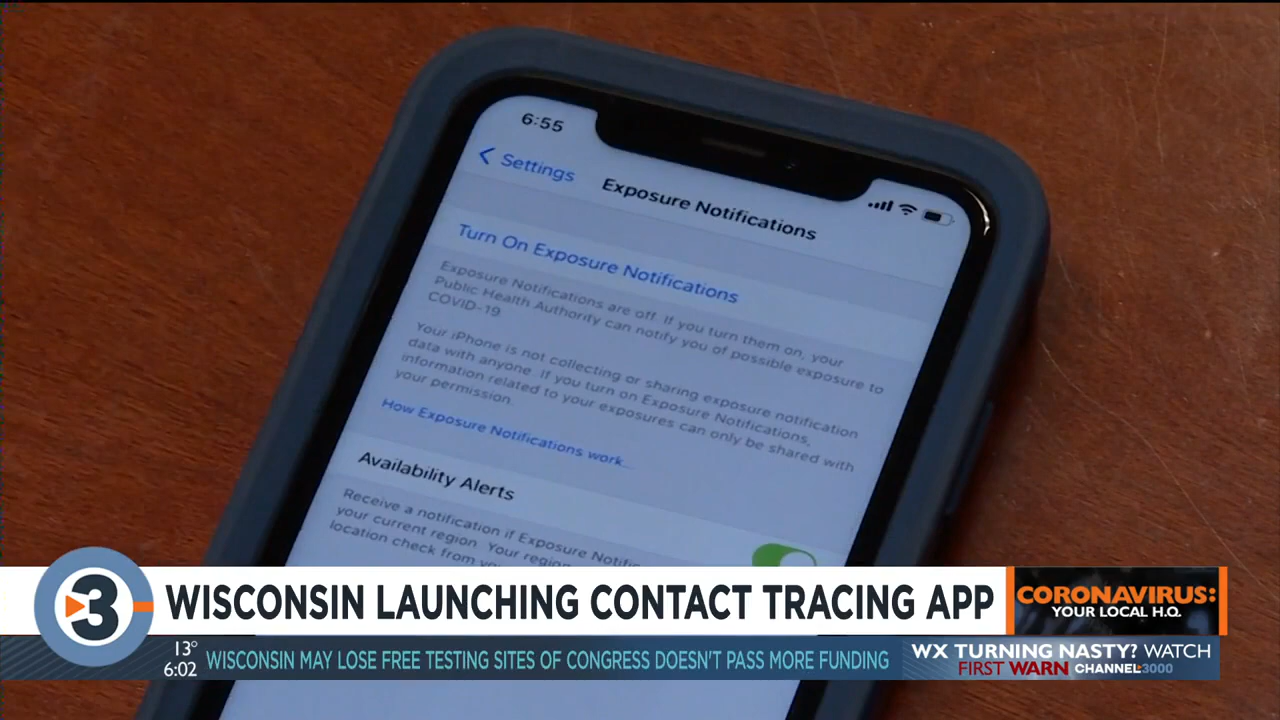 6:55
Settings
Exposure Notifications
Turn On Exposure Notifications
Exposure Notifications are off. If you turn them on, your
Public Health Authority can notify you of possible exposure to
COVID-19
Your iPhone is not collecting or sharing exposure notification
data with anyone. If you turn on Exposure Notifications,
information related to your exposures can only be shared with
your permission.
How Exposure Notifications work...
Availability Alerts
Receive a notification if Exposure Notific
your current region. Your region
location check from you
3
WISCONSIN LAUNCHING CONTACT TRACING APP
CORONAVIRUS:
YOUR LOCAL H.Q.
13°
6:02
WISCONSIN MAY LOSE FREE TESTING SITES OF CONGRESS DOESN'T PASS MORE FUNDING
WX TURNING NASTY? WATCH
FIRST WARN CHANNEL3000